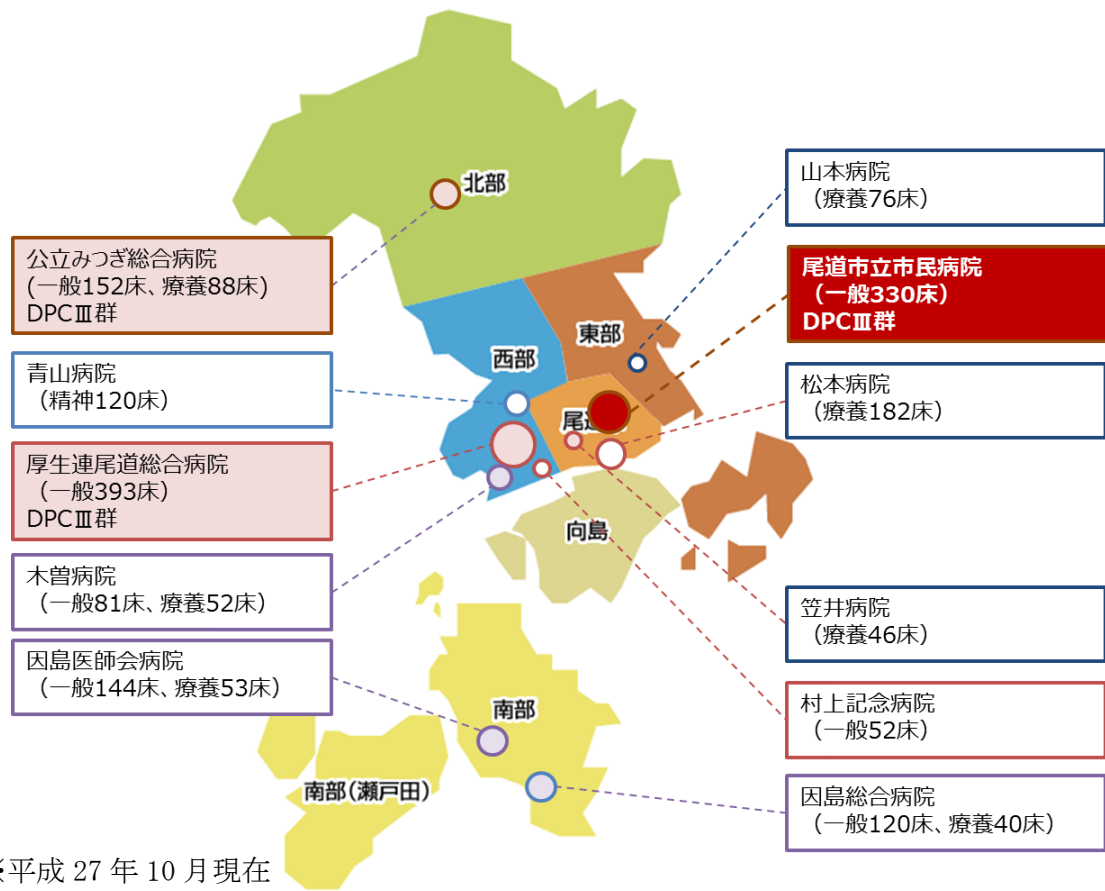 北部
公立みつぎ総合病院
(一般152床、療養88床)
DPCⅢ群
青山病院
（精神120床）
厚生連尾道総合病院
（一般393床）
DPCⅢ群
木曽病院
（一般81床、療養52床）
因島医師会病院
（一般144床、療養53床）
西部
東部
尾道
向島
南部
南部(瀬戸田)
山本病院
（療養76床）
尾道市立市民病院
（一般330床）
DPCⅢ群
松本病院
（療養182床）
笠井病院
（療養46床）
村上記念病院
（一般52床）
因島総合病院
（一般120床、療養40床）
※平成 27 年 10 月現在